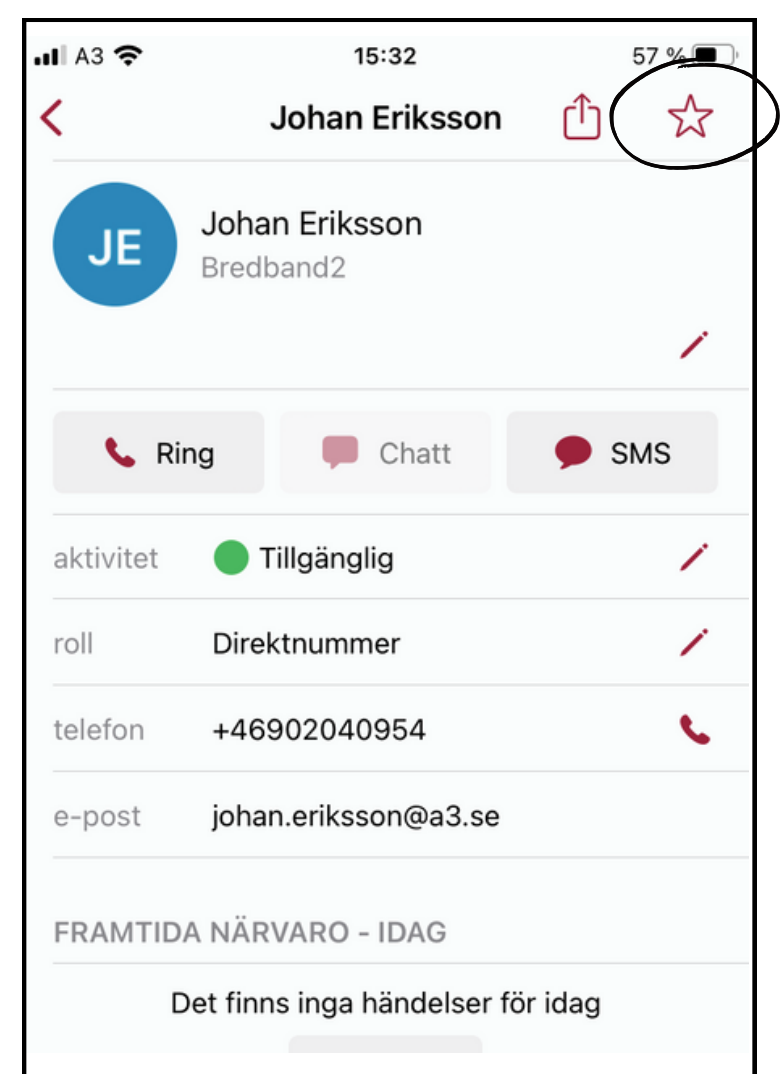 A3 15:32 57 %
Johan Eriksson
JE
Johan Eriksson
Bredband2
Ring Chatt SMS
aktivitet Tillgänglig
roll Direktnummer
telefon +46902040954
e-post johan.eriksson@a3.se
FRAMTIDA NÄRVARO - IDAG
Det finns inga händelser för idag